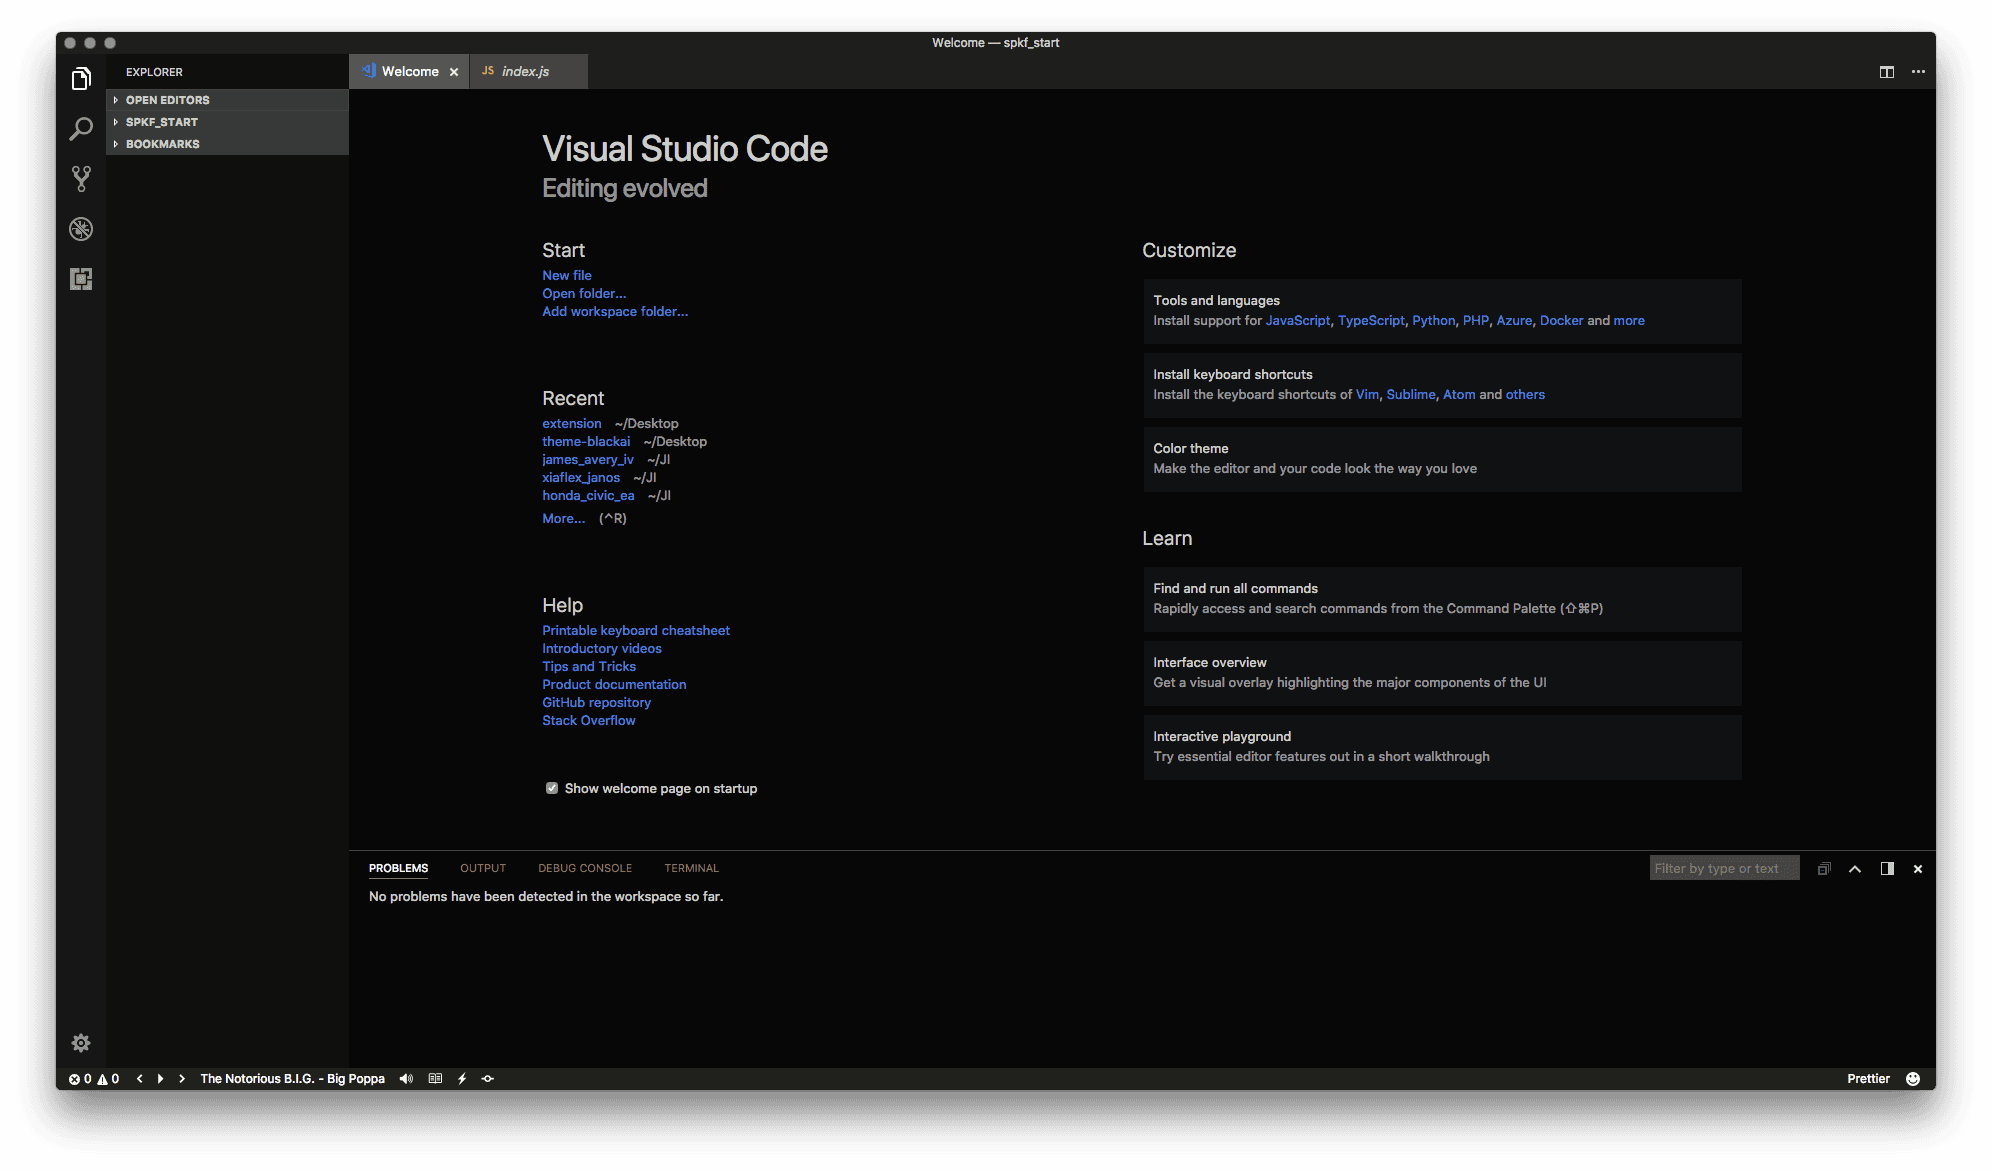 Welcome — spkf_start
EXPLORER
OPEN EDITORS
SPKF_START
BOOKMARKS
Welcome
JS index.js
Visual Studio Code
Editing evolved
Start
New file
Open folder...
Add workspace folder...
Recent
extension ~/Desktop
theme-blackai ~/Desktop
james_avery_iv ~/JI
xiaflex_janos ~/JI
honda_civic_ea ~/JI
More... (^R)
Help
Printable keyboard cheatsheet
Introductory videos
Tips and Tricks
Product documentation
GitHub repository
Stack Overflow
Show welcome page on startup
Customize
Tools and languages
Install support for JavaScript, TypeScript, Python, PHP, Azure, Docker and more
Install keyboard shortcuts
Install the keyboard shortcuts of Vim, Sublime, Atom and others
Color theme
Make the editor and your code look the way you love
Learn
Find and run all commands
Rapidly access and search commands from the Command Palette (⇧⌘P)
Interface overview
Get a visual overlay highlighting the major components of the UI
Interactive playground
Try essential editor features out in a short walkthrough
PROBLEMS OUTPUT DEBUG CONSOLE TERMINAL
Filter by type or text
No problems have been detected in the workspace so far.
0 0 The Notorious B.I.G. - Big Poppa
Prettier